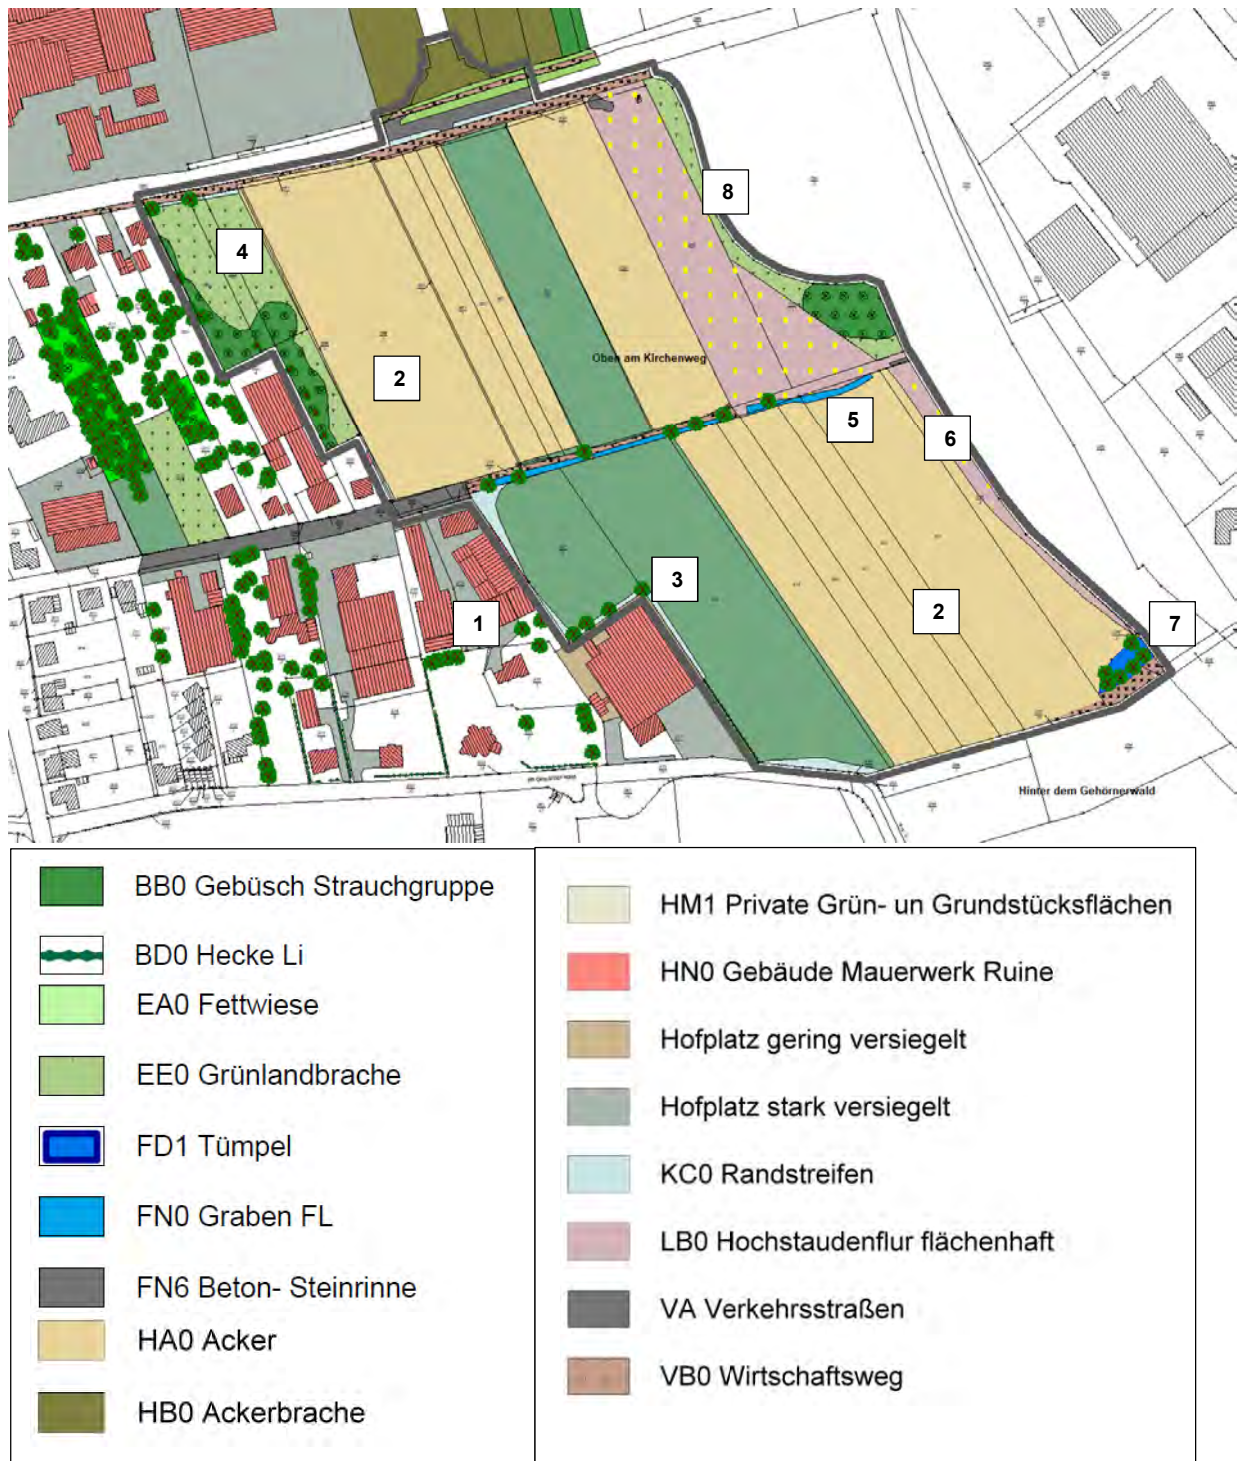 8
4
Oben am Kirchenweg
2
5
6
3
2
1
7
Hinter dem Gehörnerwald
BB0 Gebüsch Strauchgruppe
BD0 Hecke Li
EA0 Fettwiese
EE0 Grünlandbrache
FD1 Tümpel
FN0 Graben FL
FN6 Beton- Steinrinne
HA0 Acker
HB0 Ackerbrache
HM1 Private Grün- un Grundstücksflächen
HN0 Gebäude Mauerwerk Ruine
Hofplatz gering versiegelt
Hofplatz stark versiegelt
KC0 Randstreifen
LB0 Hochstaudenflur flächenhaft
VA Verkehrsstraßen
VB0 Wirtschaftsweg